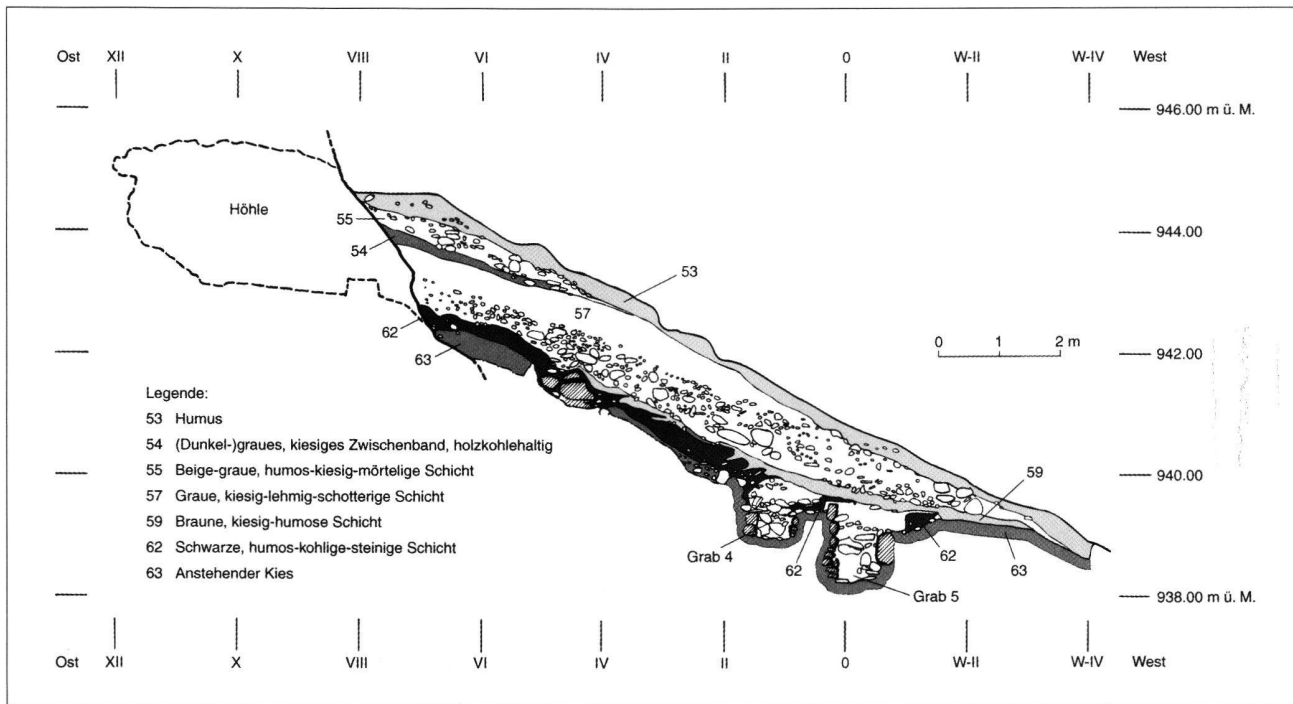 Ost XII X VIII VI IV II 0 W-II W-IV West
946.00 m ü. M.
Höhle
55
944.00
54
53
57
62
0 1 2 m
942.00
63
Legende:
53 Humus
54 (Dunkel-)graues, kiesiges Zwischenband, holzkohlehaltig
55 Beige-graue, humos-kiesig-mörtelige Schicht
57 Graue, kiesig-lehmig-schotterige Schicht
59 Braune, kiesig-humose Schicht
62 Schwarze, humos-kohlige-steinige Schicht
63 Anstehender Kies
940.00
59
Grab 4
62
62
63
Grab 5
938.00 m ü. M.
Ost XII X VIII VI IV II 0 W-II W-IV West